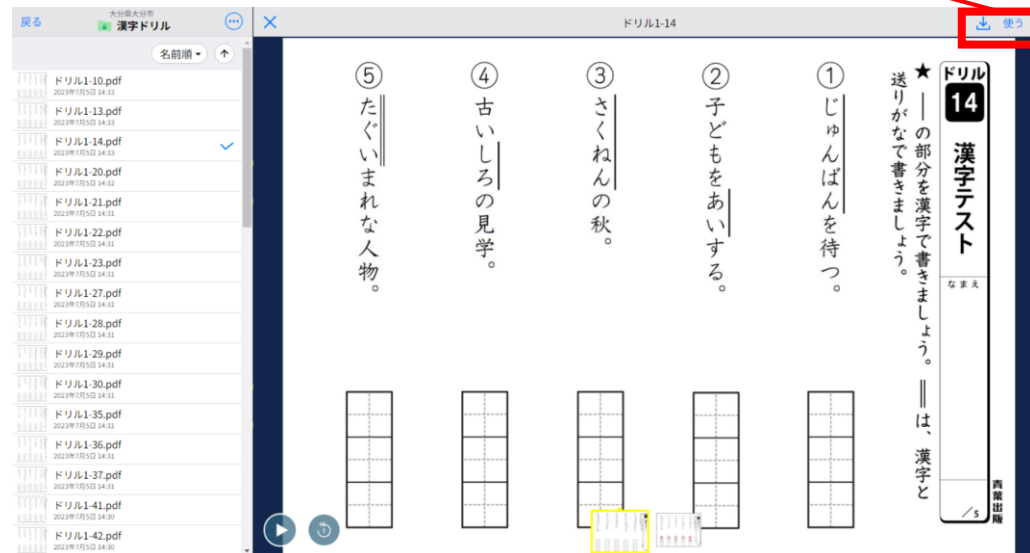 戻る
大分県大分市
漢字ドリル
名前順
ドリル1-10.pdf
2023年7月5日 14:33
ドリル1-13.pdf
2023年7月5日 14:33
ドリル1-14.pdf
2023年7月5日 14:33
ドリル1-20.pdf
2023年7月5日 14:32
ドリル1-21.pdf
2023年7月5日 14:31
ドリル1-22.pdf
2023年7月5日 14:31
ドリル1-23.pdf
2023年7月5日 14:31
ドリル1-27.pdf
2023年7月5日 14:31
ドリル1-28.pdf
2023年7月5日 14:31
ドリル1-29.pdf
2023年7月5日 14:31
ドリル1-30.pdf
2023年7月5日 14:31
ドリル1-35.pdf
2023年7月5日 14:31
ドリル1-36.pdf
2023年7月5日 14:31
ドリル1-37.pdf
2023年7月5日 14:31
ドリル1-41.pdf
2023年7月5日 14:30
ドリル1-42.pdf
2023年7月5日 14:30
ドリル1-14
使う
ドリル
14
漢字テスト
なまえ
/5
青葉出版
★ ―の部分を漢字で書きましょう。 ‖は、漢字と
送りがなで書きましょう。
① じゅんばんを待つ。
② 子どもをあいする。
③ さくねんの秋。
④ 古いしろの見学。
⑤ たぐいまれな人物。